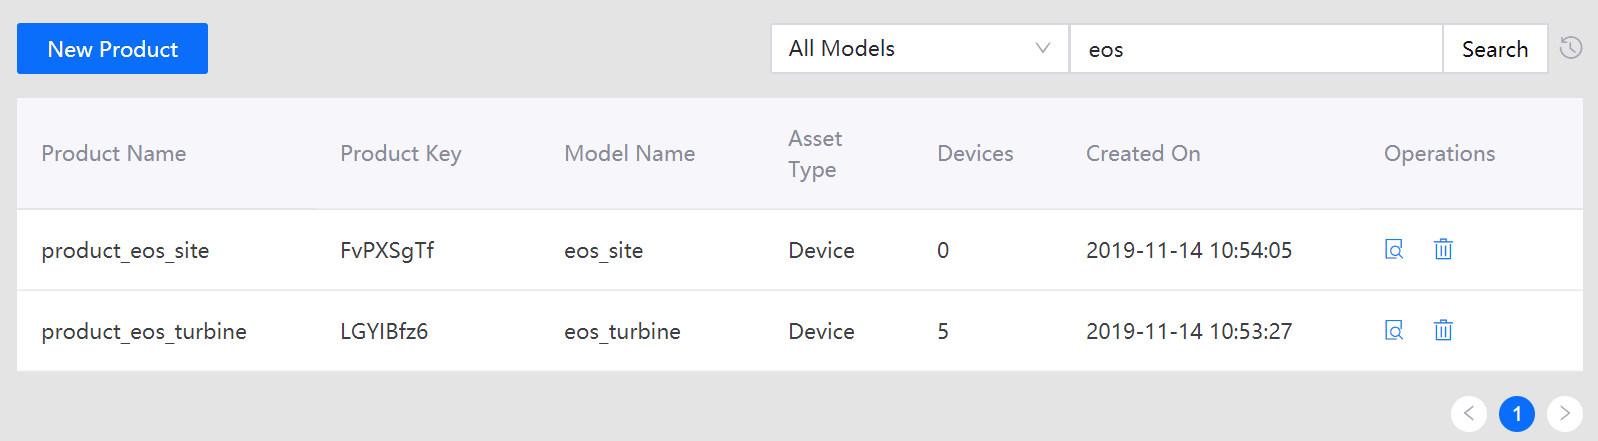 New Product
All Models
eos
Search
Product Name Product Key Model Name Asset Type Devices Created On Operations
product_eos_site FvPXSgTf eos_site Device 0 2019-11-14 10:54:05
product_eos_turbine LGYIBfz6 eos_turbine Device 5 2019-11-14 10:53:27
1